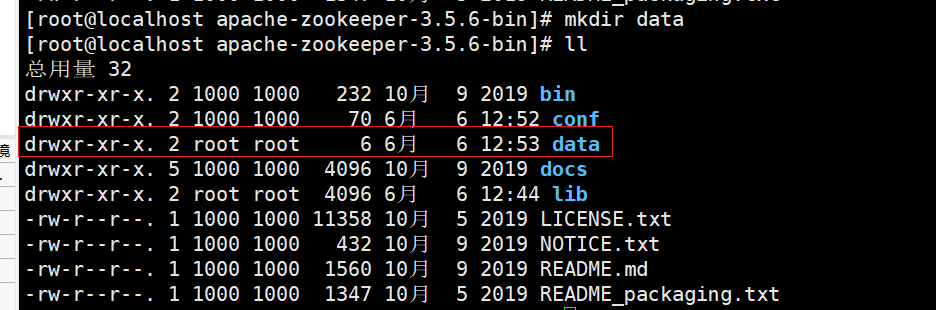 [root@localhost apache-zookeeper-3.5.6-bin]# mkdir data
[root@localhost apache-zookeeper-3.5.6-bin]# ll
总用量 32
drwxr-xr-x. 2 1000 1000   232 10月  9 2019 bin
drwxr-xr-x. 2 1000 1000    70 6月   6 12:52 conf
drwxr-xr-x. 2 root root     6 6月   6 12:53 data
drwxr-xr-x. 5 1000 1000  4096 10月  9 2019 docs
drwxr-xr-x. 2 root root  4096 6月   6 12:44 lib
-rw-r--r--. 1 1000 1000 11358 10月  5 2019 LICENSE.txt
-rw-r--r--. 1 1000 1000   432 10月  9 2019 NOTICE.txt
-rw-r--r--. 1 1000 1000  1560 10月  9 2019 README.md
-rw-r--r--. 1 1000 1000  1347 10月  5 2019 README_packaging.txt